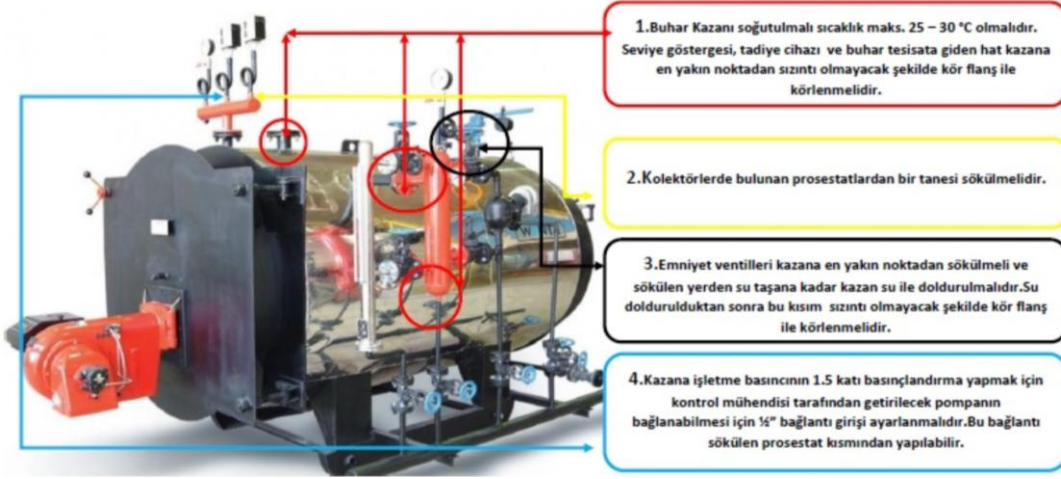 1.Buhar Kazanı soğutulmalı sıcaklık maks. 25 – 30 °C olmalıdır.
Seviye göstergesi, tadiye cihazı ve buhar tesisata giden hat kazana
en yakın noktadan sızıntı olmayacak şekilde kör flanş ile
körlenmelidir.
2.Kolektörlerde bulunan prosestatlardan bir tanesi sökülmelidir.
3.Emniyet ventilleri kazana en yakın noktadan sökülmeli ve
sökülen yerden su taşana kadar kazan su ile doldurulmalıdır.Su
doldurulduktan sonra bu kısım sızıntı olmayacak şekilde kör flanş
ile körlenmelidir.
4.Kazana işletme basıncının 1.5 katı basınçlandırma yapmak için
kontrol mühendisi tarafından getirilecek pompanın
bağlanabilmesi için ½” bağlantı girişi ayarlanmalıdır.Bu bağlantı
sökülen prosestat kısmından yapılabilir.